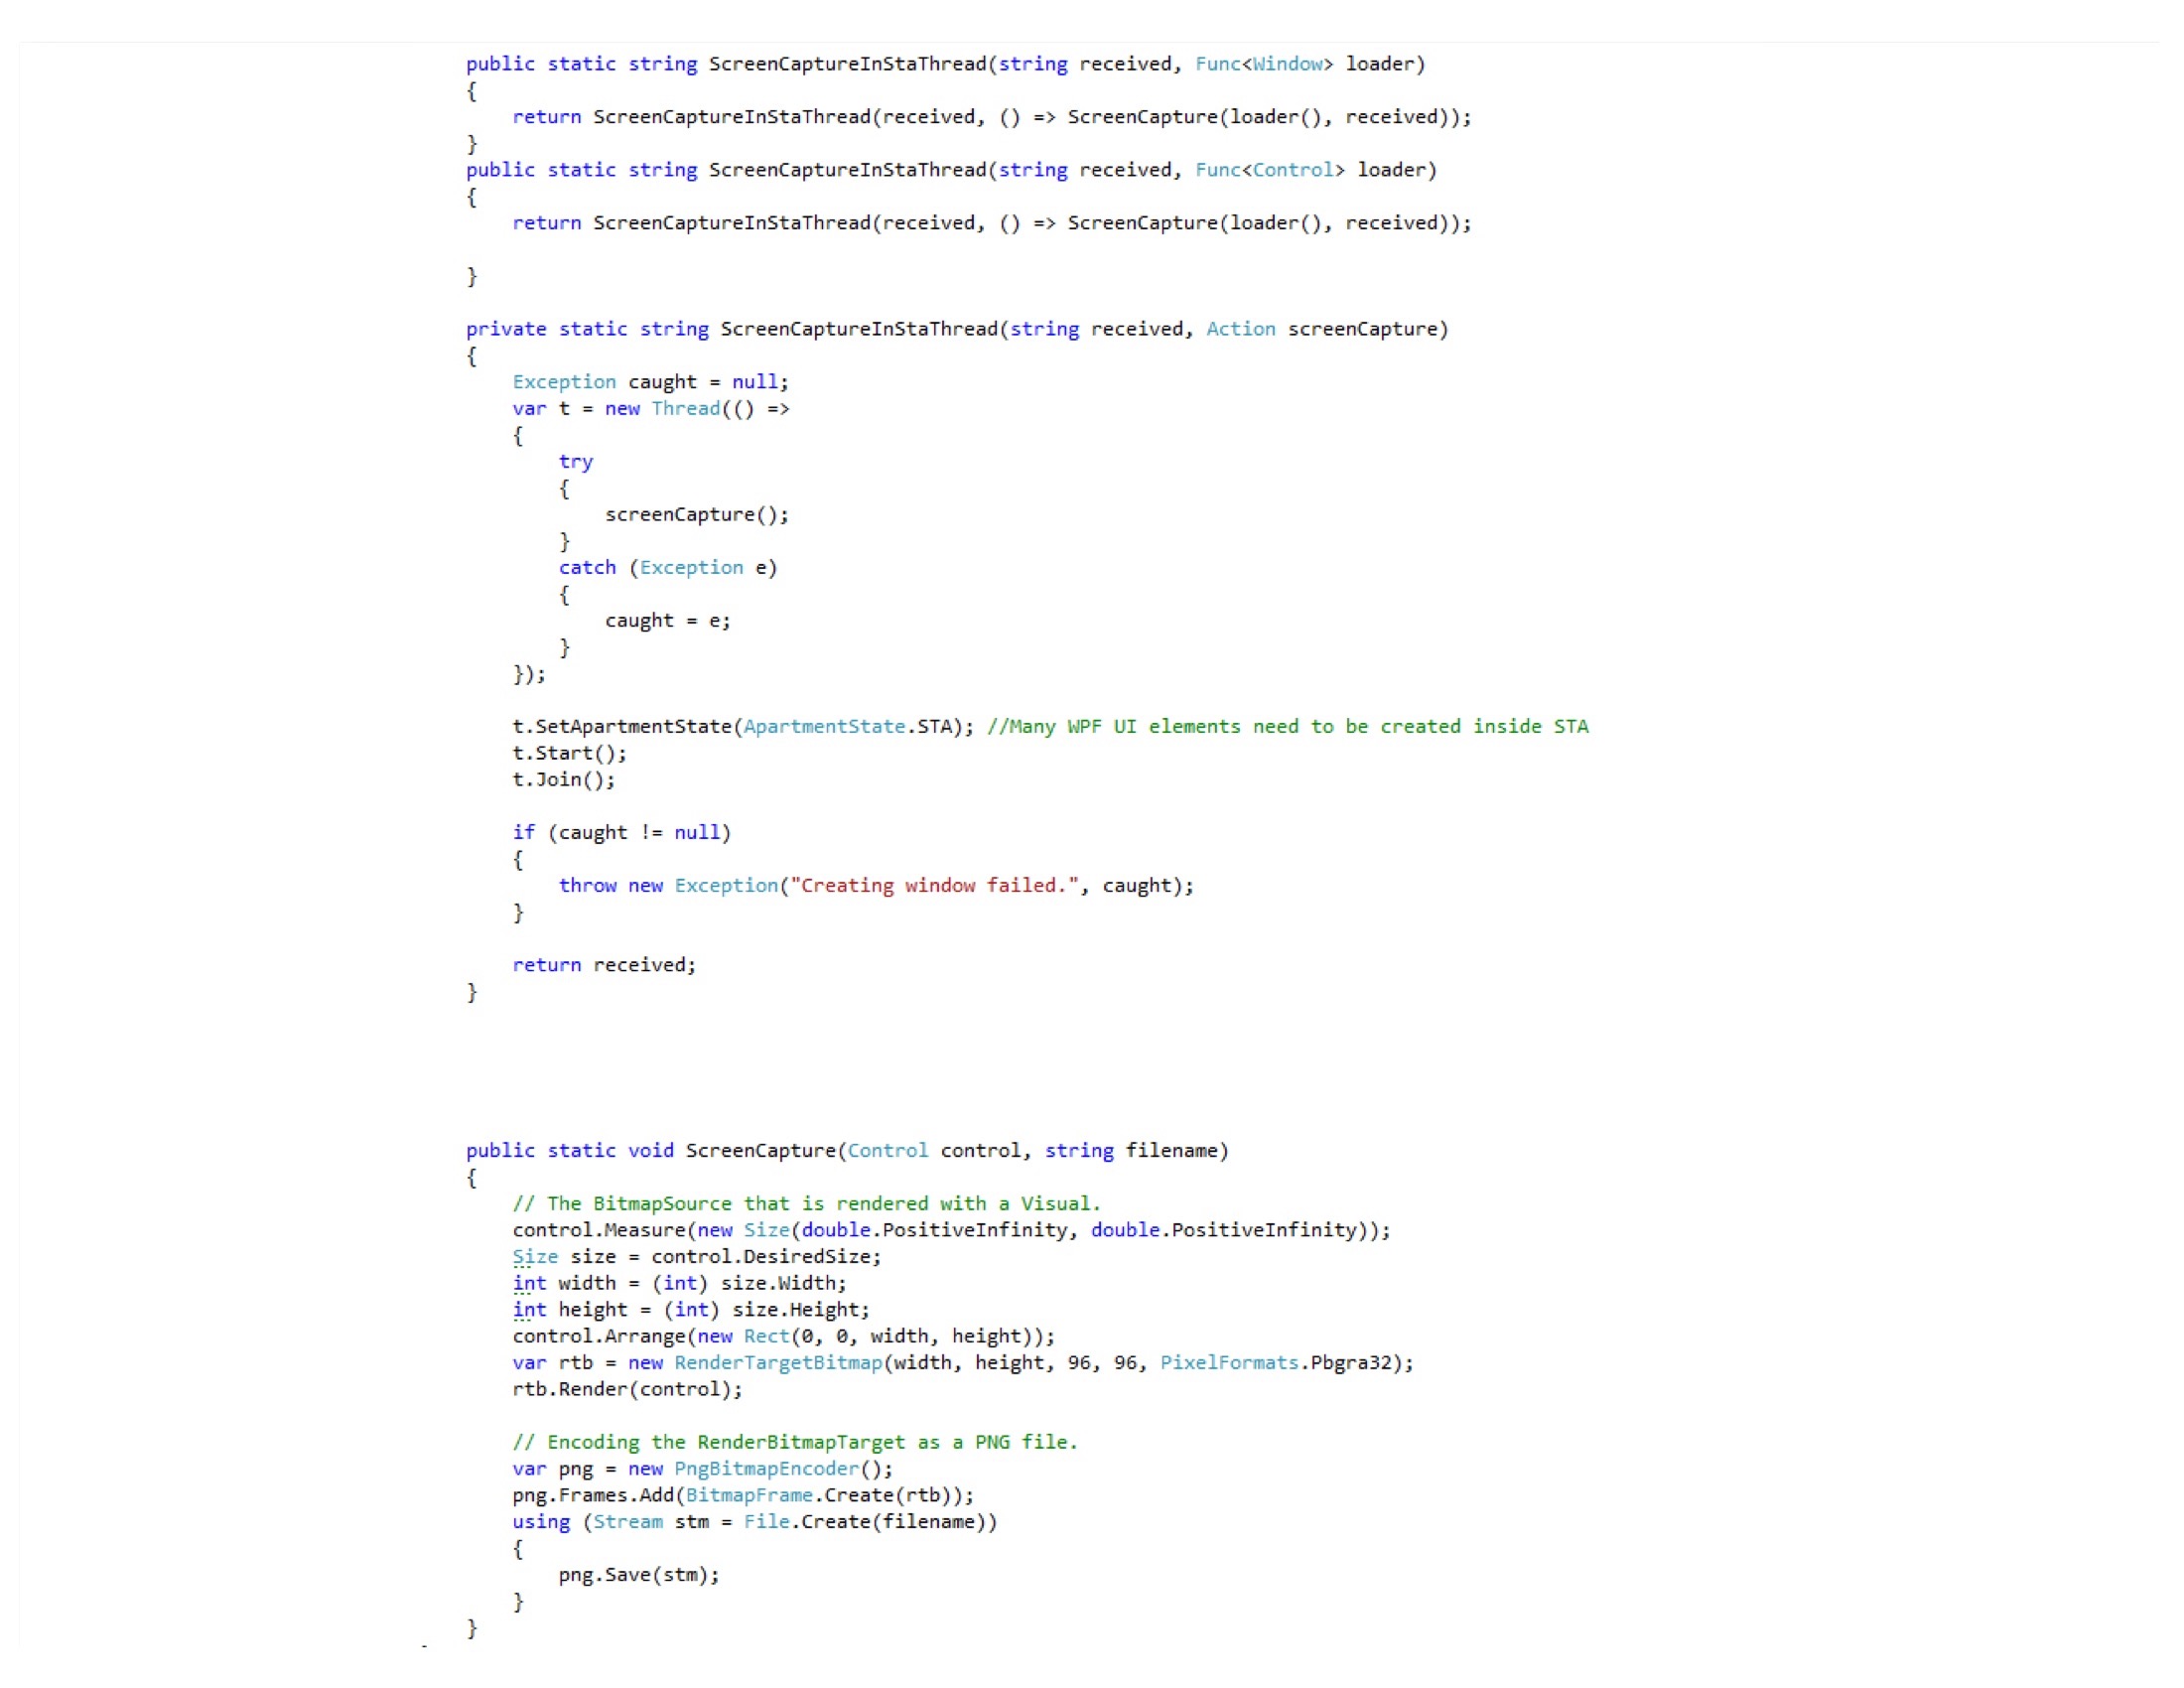 public static string ScreenCaptureInStaThread(string received, Func<Window> loader)
{
    return ScreenCaptureInStaThread(received, () => ScreenCapture(loader(), received));
}
public static string ScreenCaptureInStaThread(string received, Func<Control> loader)
{
    return ScreenCaptureInStaThread(received, () => ScreenCapture(loader(), received));

}

private static string ScreenCaptureInStaThread(string received, Action screenCapture)
{
    Exception caught = null;
    var t = new Thread(() =>
    {
        try
        {
            screenCapture();
        }
        catch (Exception e)
        {
            caught = e;
        }
    });

    t.SetApartmentState(ApartmentState.STA); //Many WPF UI elements need to be created inside STA
    t.Start();
    t.Join();

    if (caught != null)
    {
        throw new Exception("Creating window failed.", caught);
    }

    return received;
}

public static void ScreenCapture(Control control, string filename)
{
    // The BitmapSource that is rendered with a Visual.
    control.Measure(new Size(double.PositiveInfinity, double.PositiveInfinity));
    Size size = control.DesiredSize;
    int width = (int) size.Width;
    int height = (int) size.Height;
    control.Arrange(new Rect(0, 0, width, height));
    var rtb = new RenderTargetBitmap(width, height, 96, 96, PixelFormats.Pbgra32);
    rtb.Render(control);

    // Encoding the RenderBitmapTarget as a PNG file.
    var png = new PngBitmapEncoder();
    png.Frames.Add(BitmapFrame.Create(rtb));
    using (Stream stm = File.Create(filename))
    {
        png.Save(stm);
    }
}